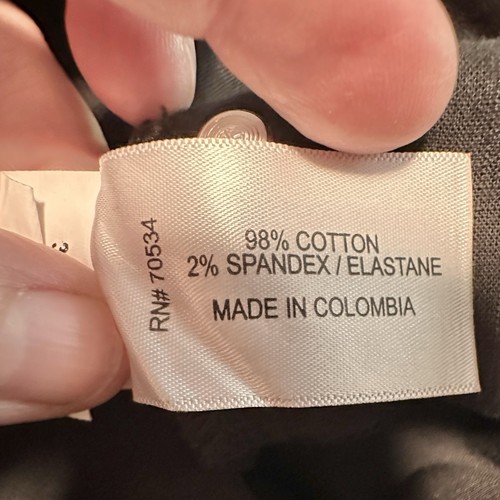 RN# 70534
98% COTTON
2% SPANDEX / ELASTANE
MADE IN COLOMBIA